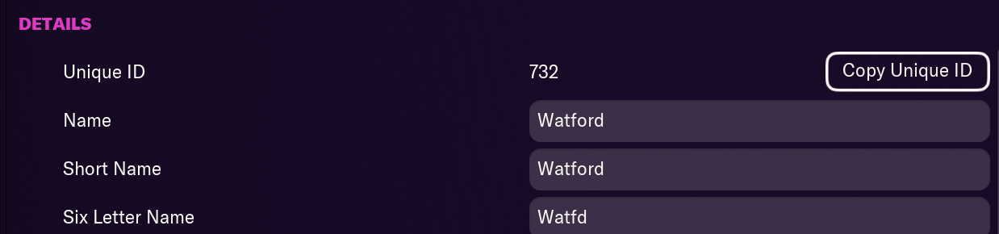 DETAILS
Unique ID 732 Copy Unique ID
Name Watford
Short Name Watford
Six Letter Name Watfd